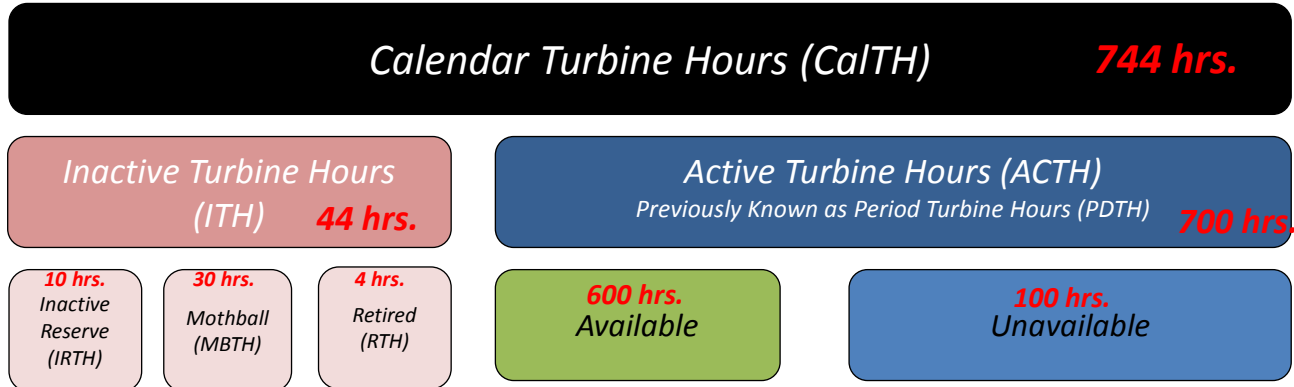 Calendar Turbine Hours (CalTH) 744 hrs.
Inactive Turbine Hours
(ITH) 44 hrs.
Active Turbine Hours (ACTH)
Previously Known as Period Turbine Hours (PDTH) 700 hrs.
10 hrs.
Inactive
Reserve
(IRTH)
30 hrs.
Mothball
(MBTH)
4 hrs.
Retired
(RTH)
600 hrs.
Available
100 hrs.
Unavailable